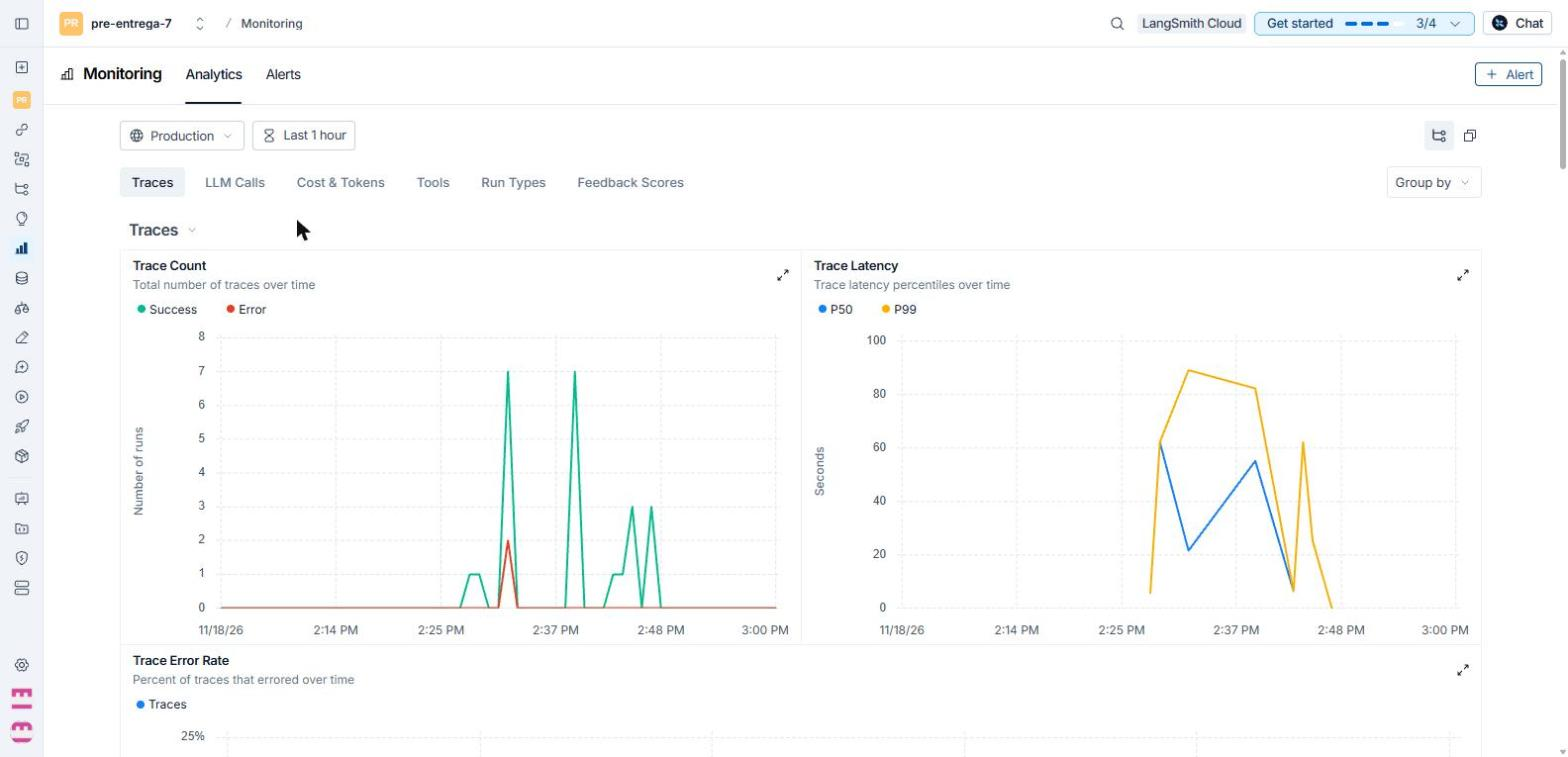 PR pre-entrega-7 / Monitoring LangSmith Cloud Get started 3/4 Chat
Monitoring Analytics Alerts + Alert
PR
Production Last 1 hour
Traces LLM Calls Cost & Tokens Tools Run Types Feedback Scores Group by
Traces
Trace Count
Total number of traces over time
Success Error
Number of runs
8
7
6
5
4
3
2
1
0
11/18/26 2:14 PM 2:25 PM 2:37 PM 2:48 PM 3:00 PM
Trace Latency
Trace latency percentiles over time
P50 P99
Seconds
100
80
60
40
20
0
11/18/26 2:14 PM 2:25 PM 2:37 PM 2:48 PM 3:00 PM
Trace Error Rate
Percent of traces that errored over time
Traces
25%